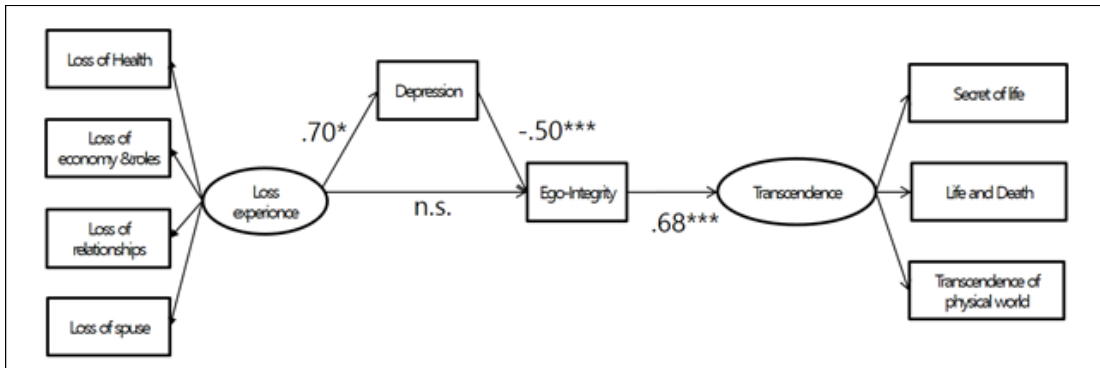 Loss of Health
Loss of
economy &roles
Loss of
relationships
Loss of spuse
Loss
experience
Depression
.70*
-.50***
n.s.
Ego-Integrity
.68***
Transcendence
Secret of life
Life and Death
Transcendence of
physical world